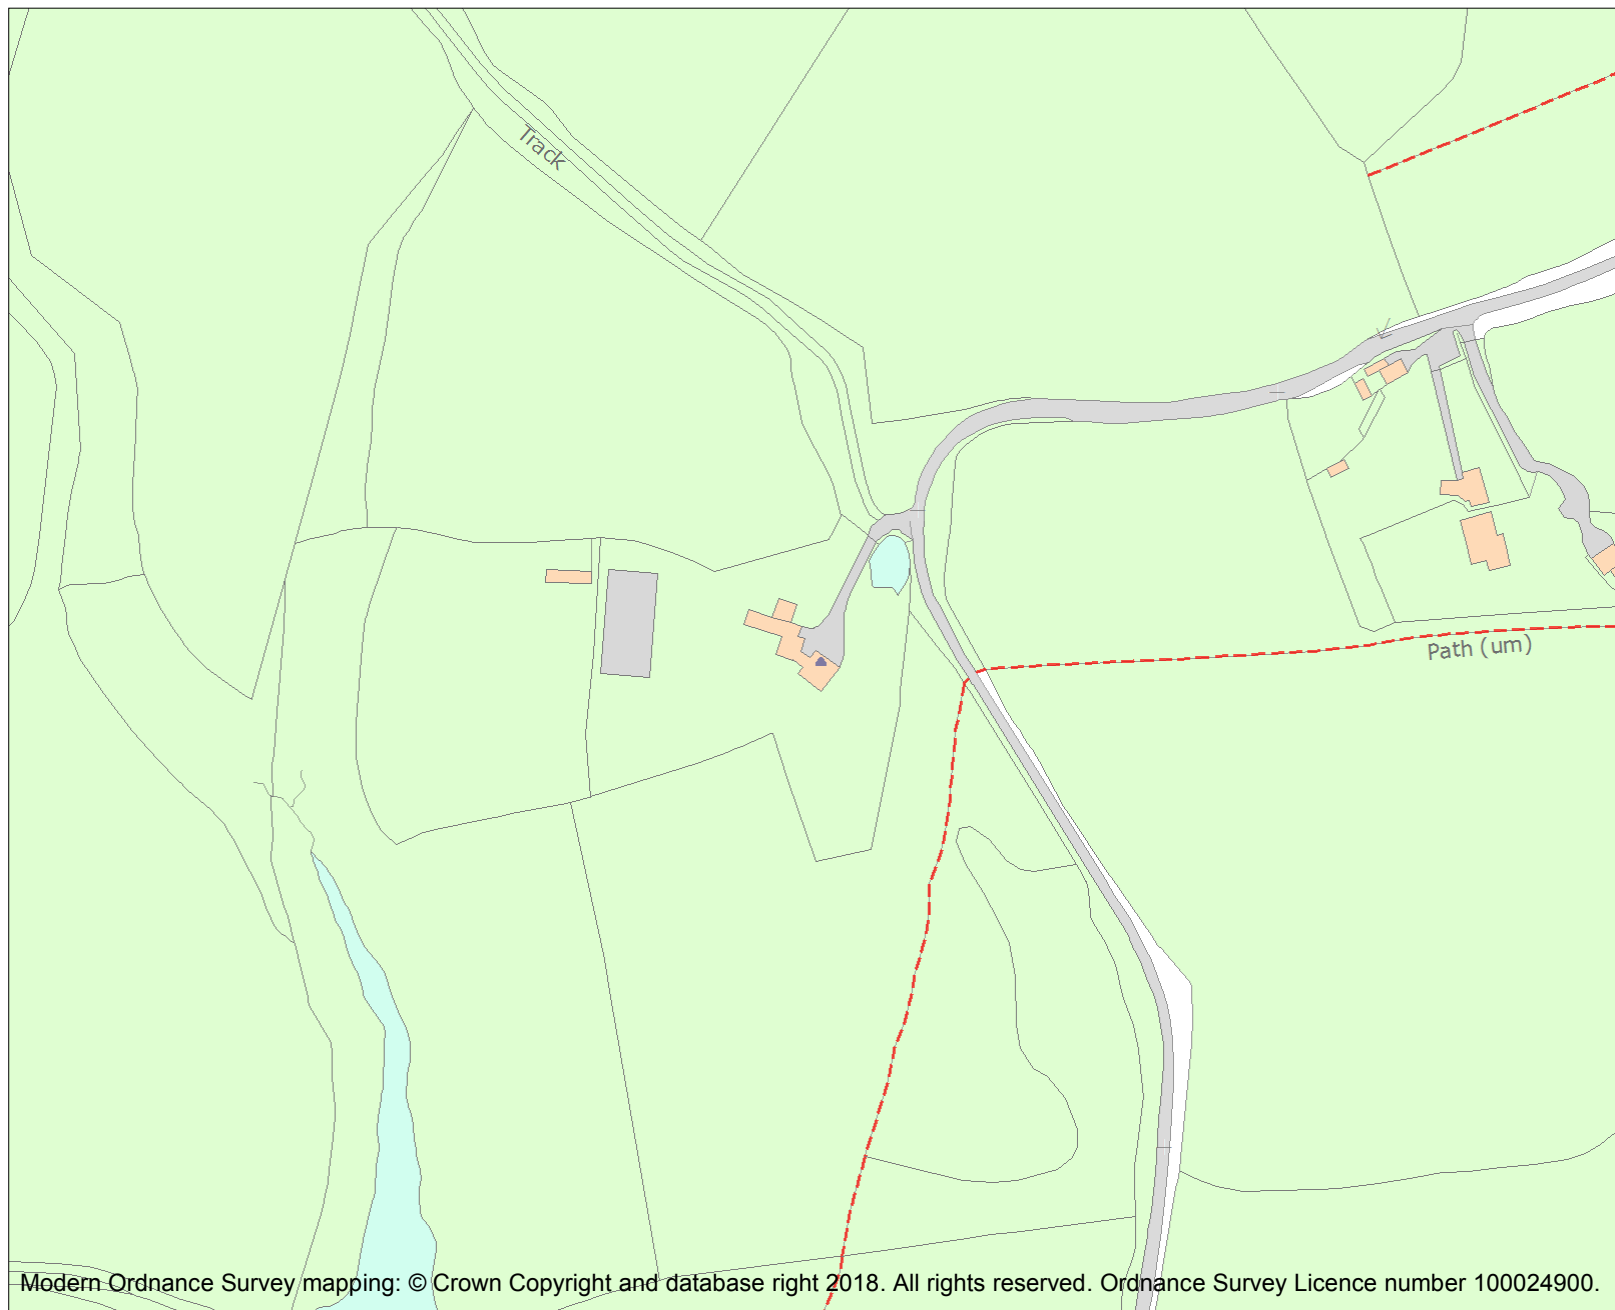 Track
Path (um)
Modern Ordnance Survey mapping: © Crown Copyright and database right 2018. All rights reserved. Ordnance Survey Licence number 100024900.